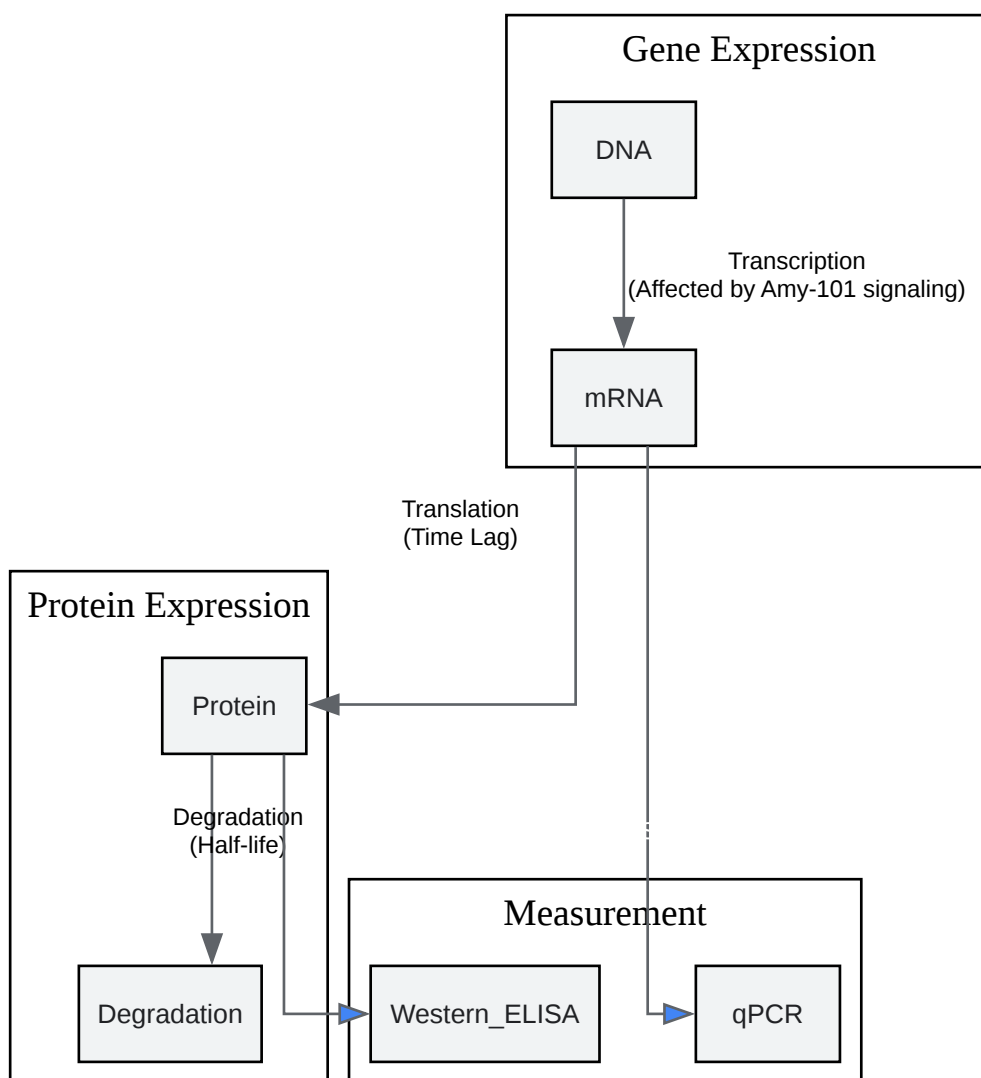 Gene Expression
DNA
Transcription
(Affected by Amy-101 signaling)
mRNA
Translation
(Time Lag)
Protein Expression
Protein
Degradation
(Half-life)
Measurement
Degradation
Western_ELISA
qPCR